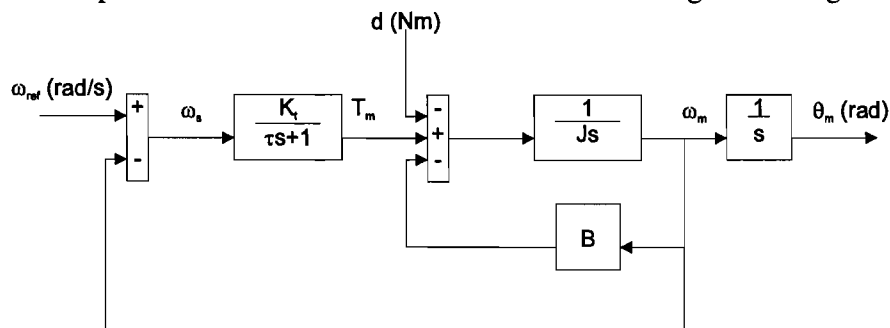 d (Nm)
ω_ref (rad/s)
+
-
ω_s
K_t
τs+1
T_m
-
+
-
1
Js
ω_m
1
s
θ_m (rad)
B